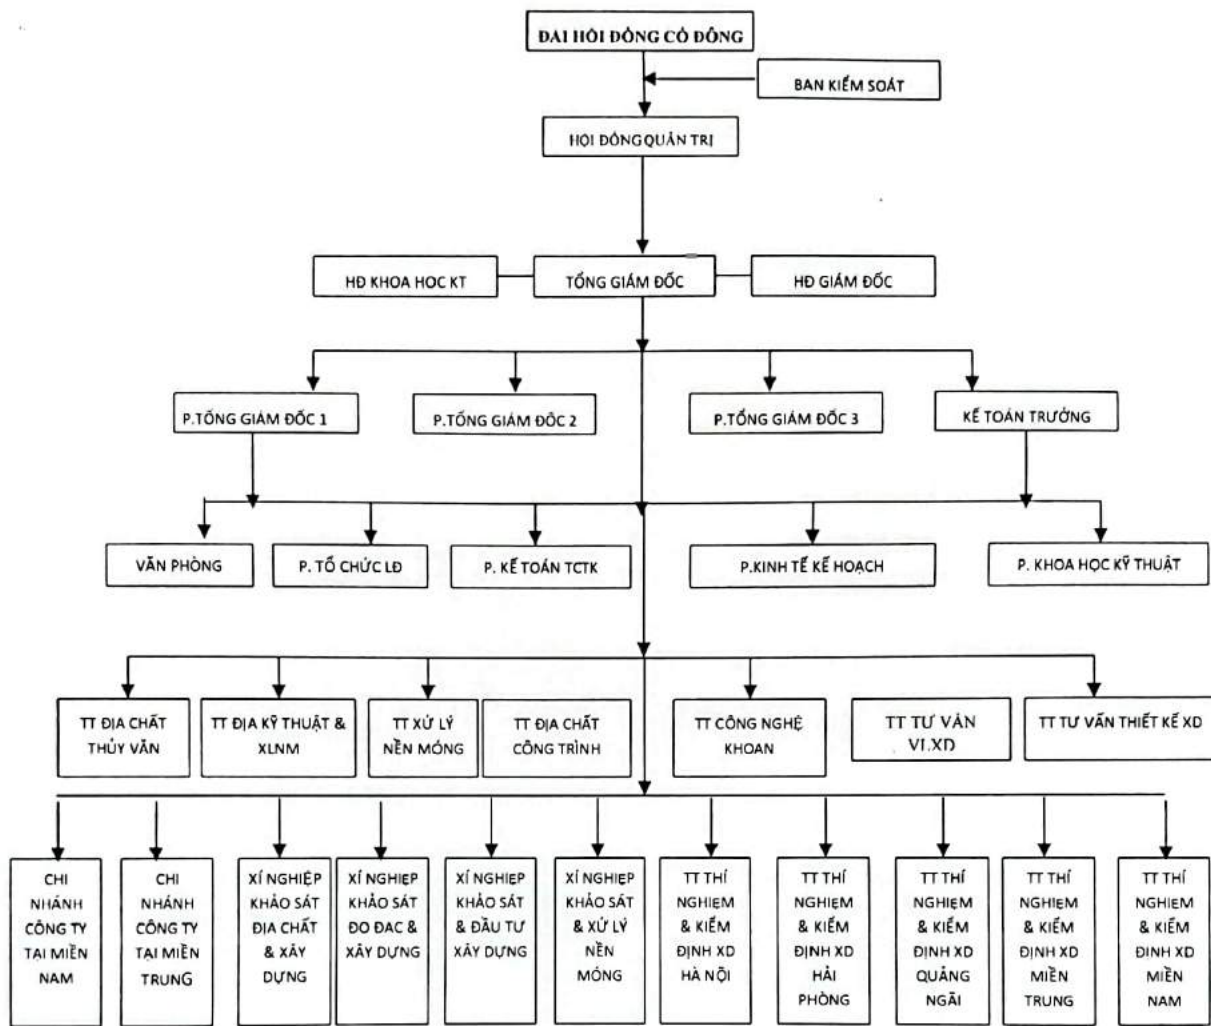 ĐẠI HỘI ĐỒNG CỔ ĐÔNG
BAN KIỂM SOÁT
HỘI ĐỒNG QUẢN TRỊ
HĐ KHOA HỌC KT
TỔNG GIÁM ĐỐC
HĐ GIÁM ĐỐC
P.TỔNG GIÁM ĐỐC 1
P.TỔNG GIÁM ĐỐC 2
P.TỔNG GIÁM ĐỐC 3
KẾ TOÁN TRƯỞNG
VĂN PHÒNG
P. TỔ CHỨC LĐ
P. KẾ TOÁN TCTK
P.KINH TẾ KẾ HOẠCH
P. KHOA HỌC KỸ THUẬT
TT ĐỊA CHẤT
THỦY VĂN
TT ĐỊA KỸ THUẬT &
XLNM
TT XỬ LÝ
NỀN MÓNG
TT ĐỊA CHẤT
CÔNG TRÌNH
TT CÔNG NGHỆ
KHOAN
TT TƯ VẤN
VLXD
TT TƯ VẤN THIẾT KẾ XD
CHI
NHÁNH
CÔNG TY
TẠI MIỀN
NAM
CHI
NHÁNH
CÔNG TY
TẠI MIỀN
TRUNG
XÍ NGHIỆP
KHẢO SÁT
ĐỊA CHẤT
& XÂY
DỰNG
XÍ NGHIỆP
KHẢO SÁT
ĐO ĐẠC &
XÂY DỰNG
XÍ NGHIỆP
KHẢO SÁT
& ĐẦU TƯ
XÂY DỰNG
XÍ NGHIỆP
KHẢO SÁT
& XỬ LÝ
NỀN
MÓNG
TT THÍ
NGHIỆM
& KIỂM
ĐỊNH XD
HÀ NỘI
TT THÍ
NGHIỆM
& KIỂM
ĐỊNH XD
HẢI
PHÒNG
TT THÍ
NGHIỆM
& KIỂM
ĐỊNH XD
QUẢNG
NGÃI
TT THÍ
NGHIỆM
& KIỂM
ĐỊNH XD
MIỀN
TRUNG
TT THÍ
NGHIỆM
& KIỂM
ĐỊNH XD
MIỀN
NAM